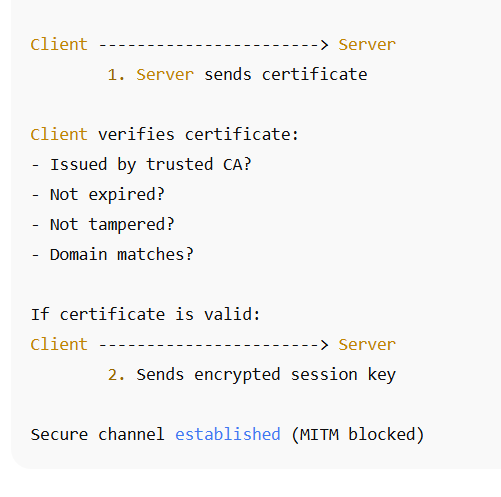 Client -----------------------> Server
1. Server sends certificate
Client verifies certificate:
- Issued by trusted CA?
- Not expired?
- Not tampered?
- Domain matches?
If certificate is valid:
Client -----------------------> Server
2. Sends encrypted session key
Secure channel established (MITM blocked)